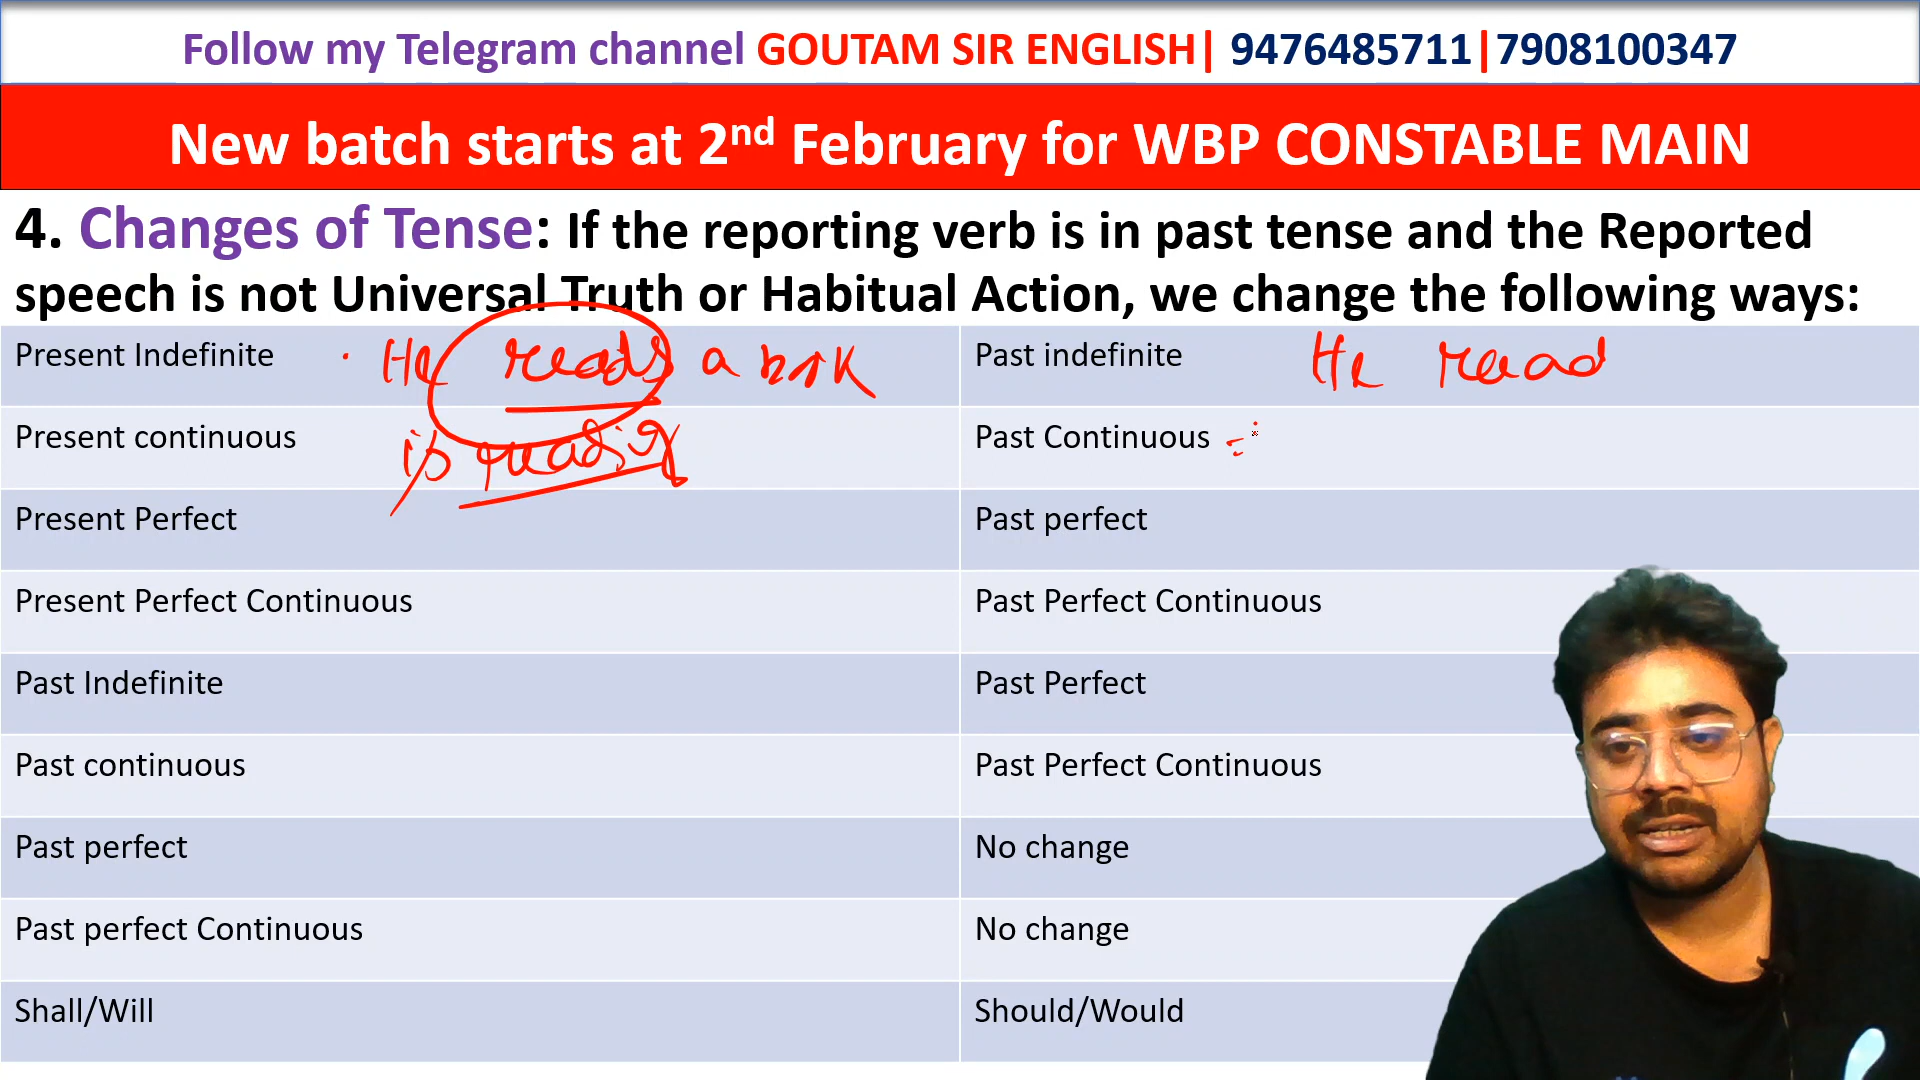 Follow my Telegram channel GOUTAM SIR ENGLISH| 9476485711|7908100347
New batch starts at 2nd February for WBP CONSTABLE MAIN
4. Changes of Tense: If the reporting verb is in past tense and the Reported
speech is not Universal Truth or Habitual Action, we change the following ways:
Present Indefinite He reads a book Past indefinite He read
Present continuous is reading Past Continuous
Present Perfect Past perfect
Present Perfect Continuous Past Perfect Continuous
Past Indefinite Past Perfect
Past continuous Past Perfect Continuous
Past perfect No change
Past perfect Continuous No change
Shall/Will Should/Would